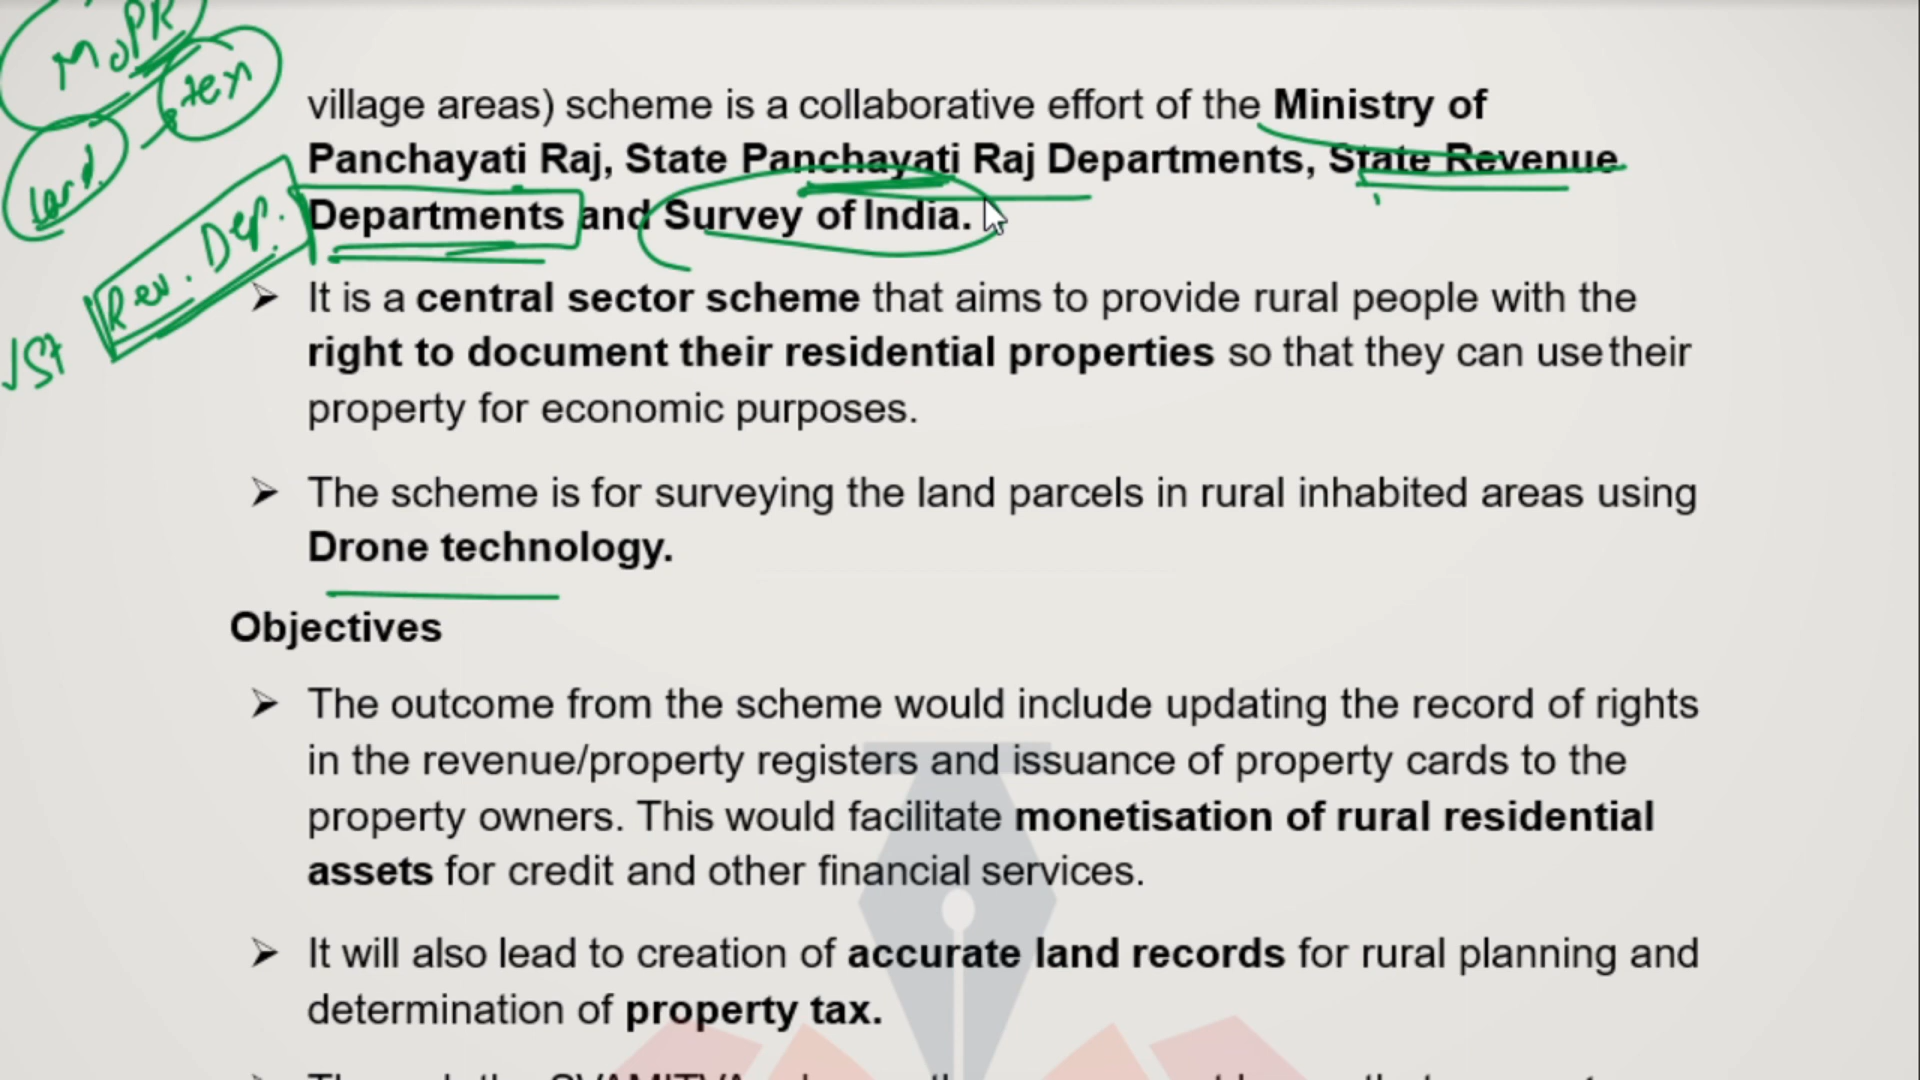 MoPR
tex
land.
Rev. Dep.
village areas) scheme is a collaborative effort of the Ministry of
Panchayati Raj, State Panchayati Raj Departments, State Revenue
Departments and Survey of India.
➢ It is a central sector scheme that aims to provide rural people with the
right to document their residential properties so that they can use their
property for economic purposes.
➢ The scheme is for surveying the land parcels in rural inhabited areas using
Drone technology.
Objectives
➢ The outcome from the scheme would include updating the record of rights
in the revenue/property registers and issuance of property cards to the
property owners. This would facilitate monetisation of rural residential
assets for credit and other financial services.
➢ It will also lead to creation of accurate land records for rural planning and
determination of property tax.
SVAMITVA